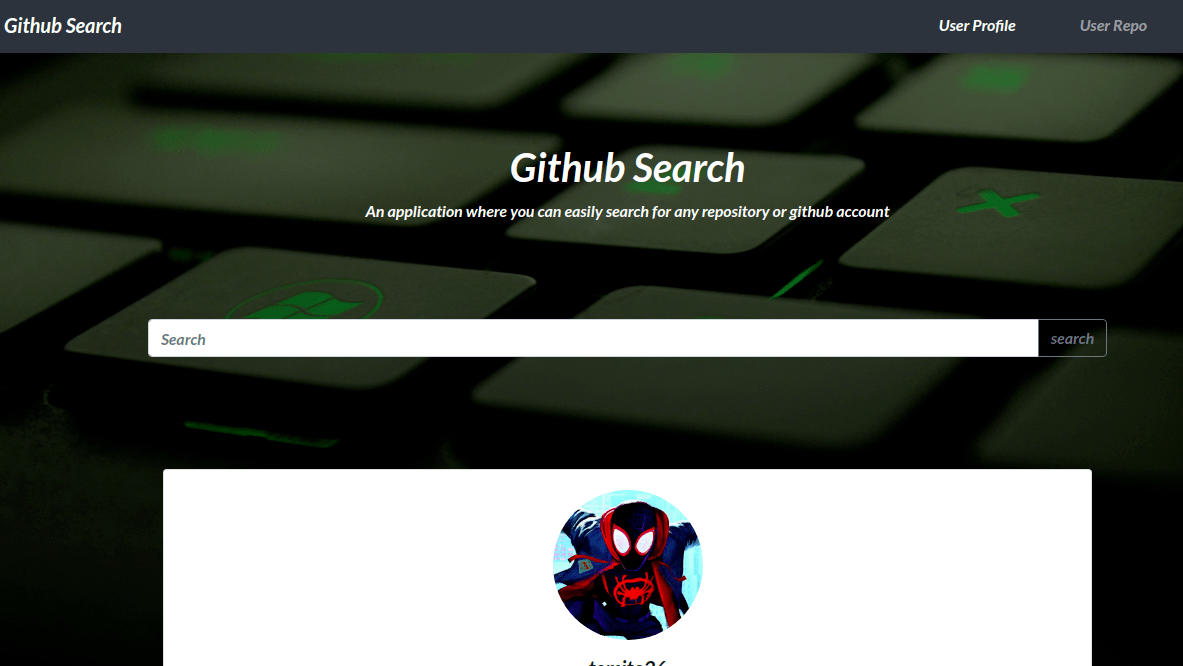 Github Search
User Profile
User Repo
Github Search
An application where you can easily search for any repository or github account
Search
search